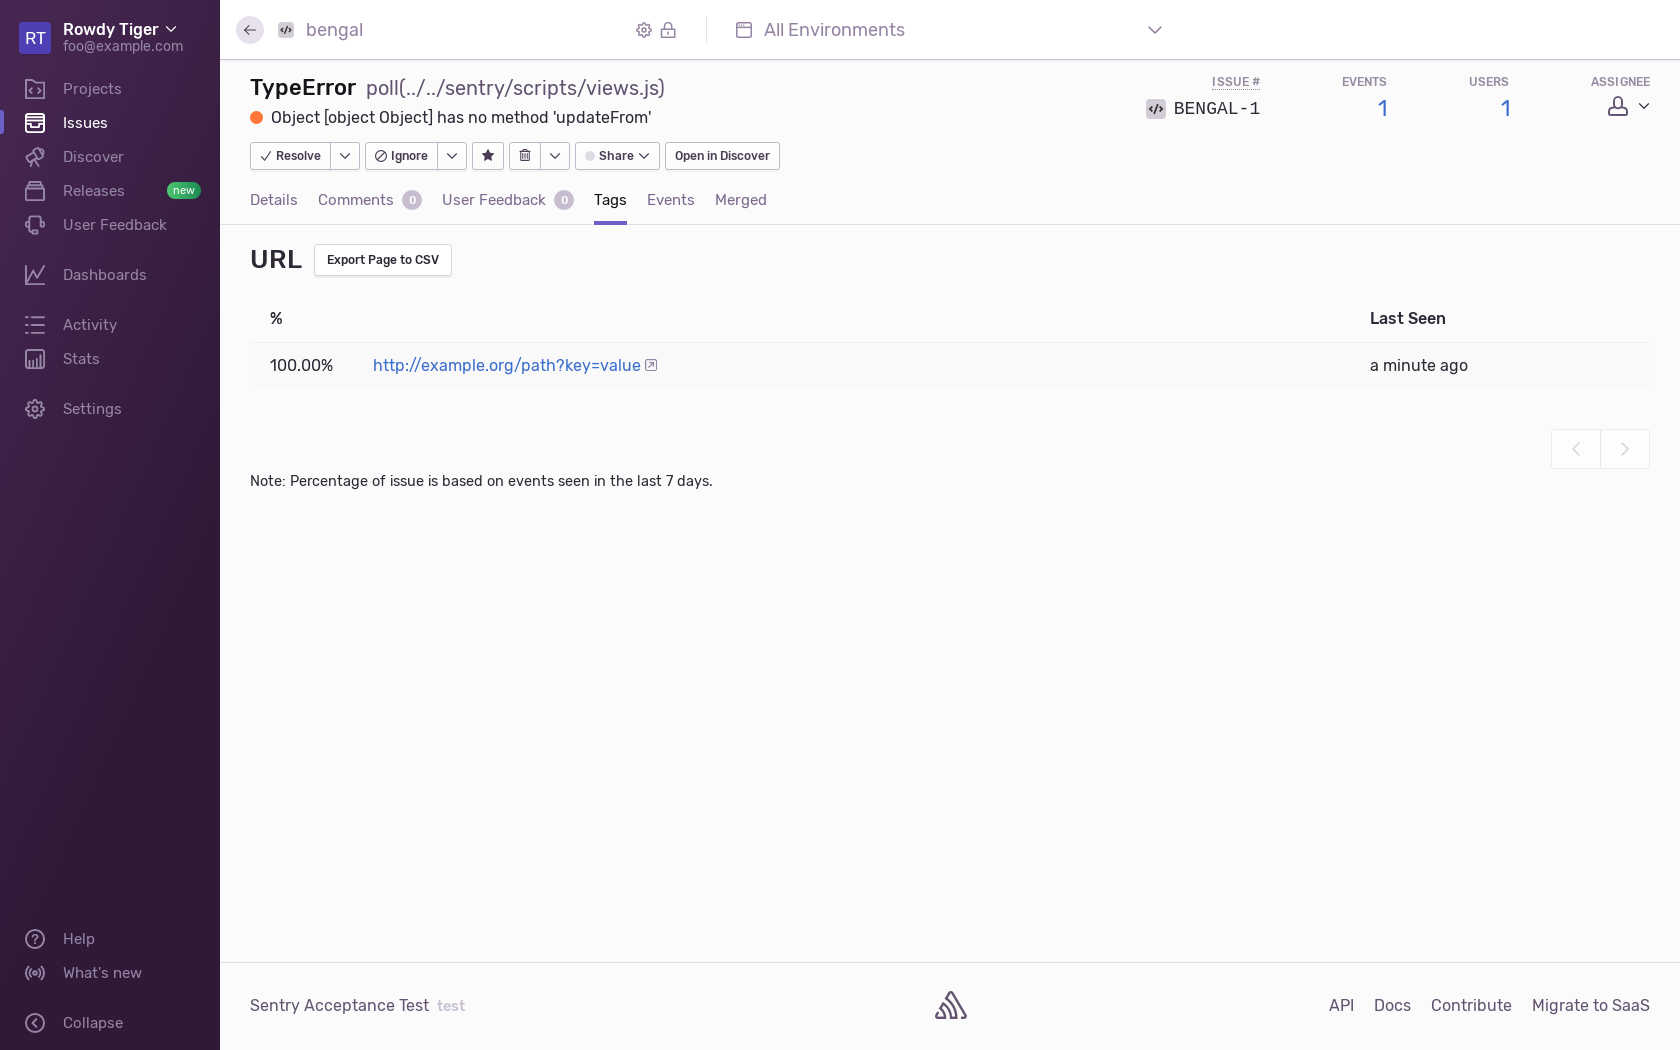 RT
Rowdy Tiger
foo@example.com
Projects
Issues
Discover
Releases new
User Feedback
Dashboards
Activity
Stats
Settings
Help
What's new
Collapse
bengal
All Environments
TypeError poll(../../sentry/scripts/views.js)
Object [object Object] has no method 'updateFrom'
ISSUE # EVENTS USERS ASSIGNEE
BENGAL-1 1 1
Resolve Ignore Share Open in Discover
Details Comments 0 User Feedback 0 Tags Events Merged
URL Export Page to CSV
% Last Seen
100.00% http://example.org/path?key=value a minute ago
Note: Percentage of issue is based on events seen in the last 7 days.
Sentry Acceptance Test test
API Docs Contribute Migrate to SaaS